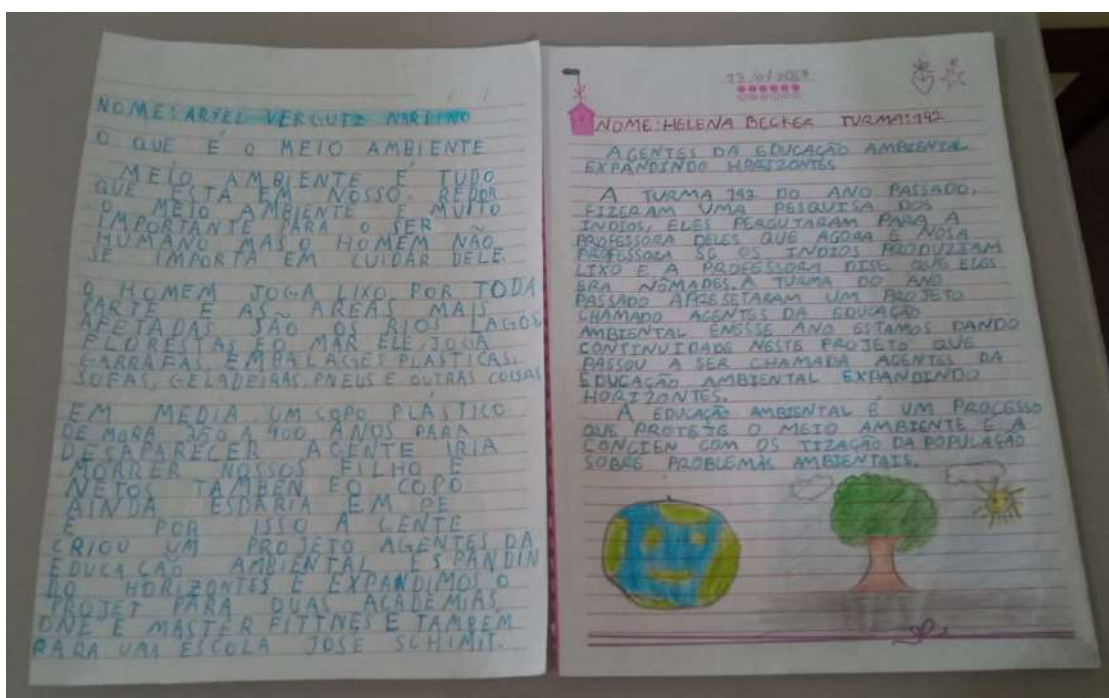 NOME: ARYEL VERGUTZ NARDINO
O QUE É O MEIO AMBIENTE
MEIO AMBIENTE É TUDO
QUE ESTÁ EM NOSSO REDOR
O MEIO AMBIENTE E MUITO
IMPORTANTE PARA O SER
HUMANO MAS O HOMEM NÃO
SE IMPORTA EM CUIDAR DELE.
O HOMEM JOGA LIXO POR TODA
PARTE E AS ÁREAS MAIS
AFETADAS SÃO OS RIOS LAGOS
FLORESTAS EO MAR ELE JOGA
GARRAFAS, EMBALAGES PLÁSTICAS,
SOFAS, GELADEIRAS, PNEUS E OUTRAS COISAS
EM MEDIA UM COPO PLÁSTICO
DE MORA 250 A 400 ANOS PARA
DESAPARECER AGENTE IRIA
MORRER NOSSOS FILHO E
NETOS TAMBEN EO COPO
AINDA ESDARIA EM PE
E POR ISSO A GENTE
CRIOU UM PROJETO AGENTES DA
EDUCAÇÃO AMBIENTAL ESPANDIN
DO HORIZONTES E EXPANDIMOS O
PROJET PARA DUAS ACADEMIAS,
ONE E MASTER FITTNES E TAMBEM
PARA UMA ESCOLA JOSE SCHIMIT.
NOME: HELENA BECKER TURMA: 142
AGENTES DA EDUCAÇÃO AMBIENTAL
EXPANDINDO HORIZONTES
A TURMA 142 DO ANO PASSADO,
FIZERAM UMA PESQUISA DOS
INDIOS, ELES PERGUTARAM PARA A
PROFESSORA DELES QUE AGORA É NOSA
PROFESSORA SE OS INDIOS PRODUZIAM
LIXO E A PROFESSORA DISE QUE ELES
ERA NÔMADES. A TURMA DO ANO
PASSADO APRESETARAM UM PROJETO
CHAMADO AGENTES DA EDUCAÇÃO
AMBIENTAL ENESSE ANO ESTAMOS DANDO
CONTINUIDADE NESTE PROJETO QUE
PASSOU A SER CHAMADA AGENTES DA
EDUCAÇÃO AMBIENTAL EXPANDINDO
HORIZONTES.
A EDUCAÇÃO AMBIENTAL É UM PROCESSO
QUE PROTEJE O MEIO AMBIENTE E A
CONCIEN COM OS TIZAÇÃO DA POPULAÇÃO
SOBRE PROBLEMAS AMBIENTAIS.